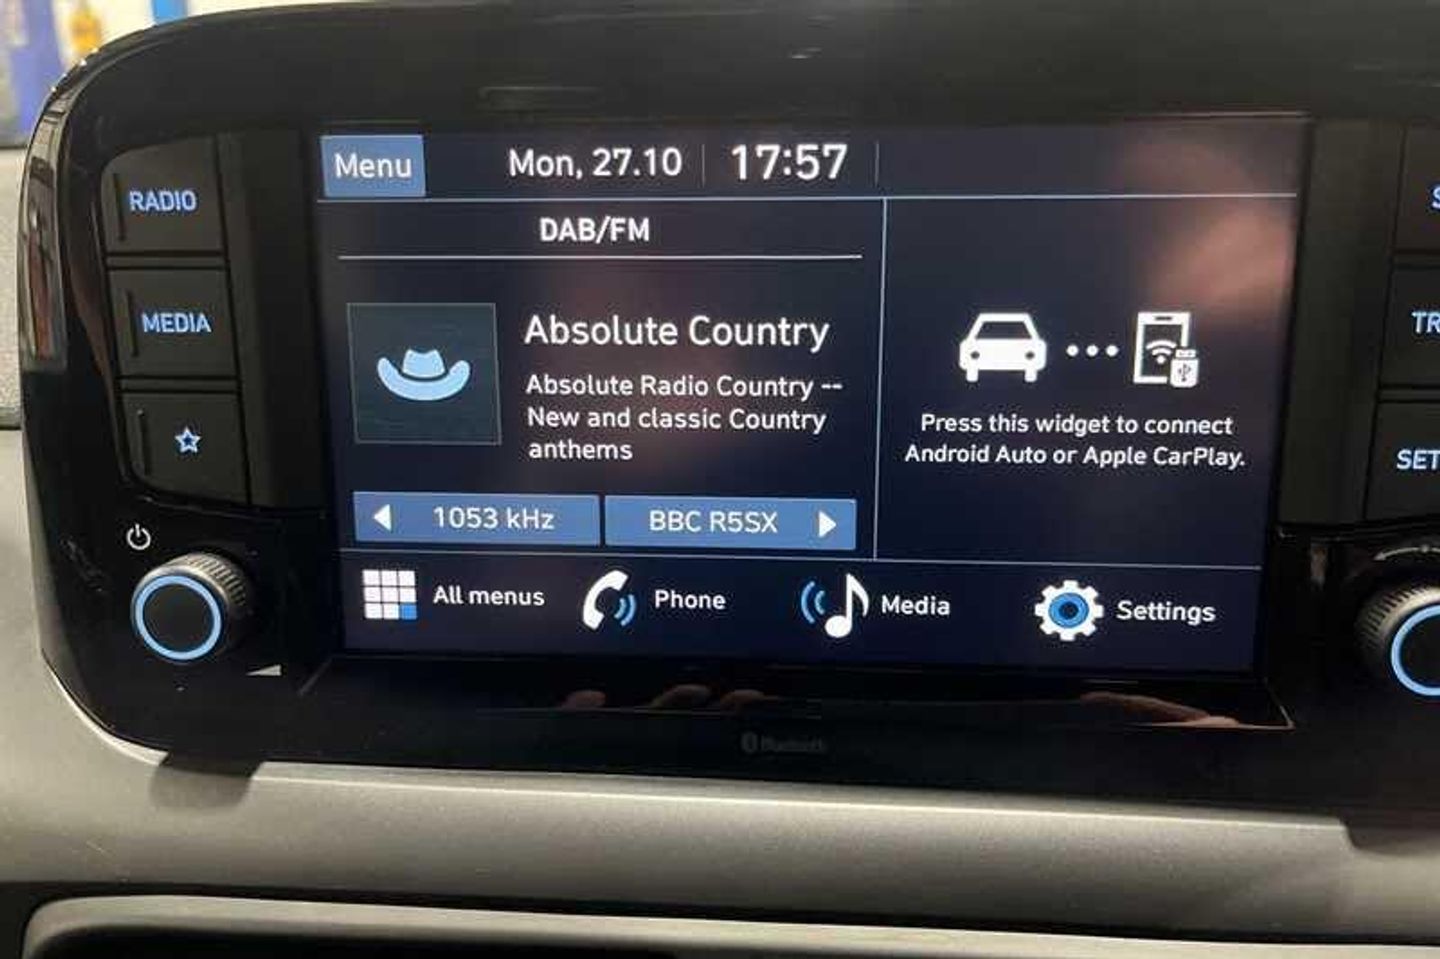 Menu
Mon, 27.10
17:57
RADIO
DAB/FM
MEDIA
Absolute Country
Absolute Radio Country --
New and classic Country
anthems
Press this widget to connect
Android Auto or Apple CarPlay.
1053 kHz
BBC R5SX
All menus
Phone
Media
Settings
S
TR
SET
Bluetooth